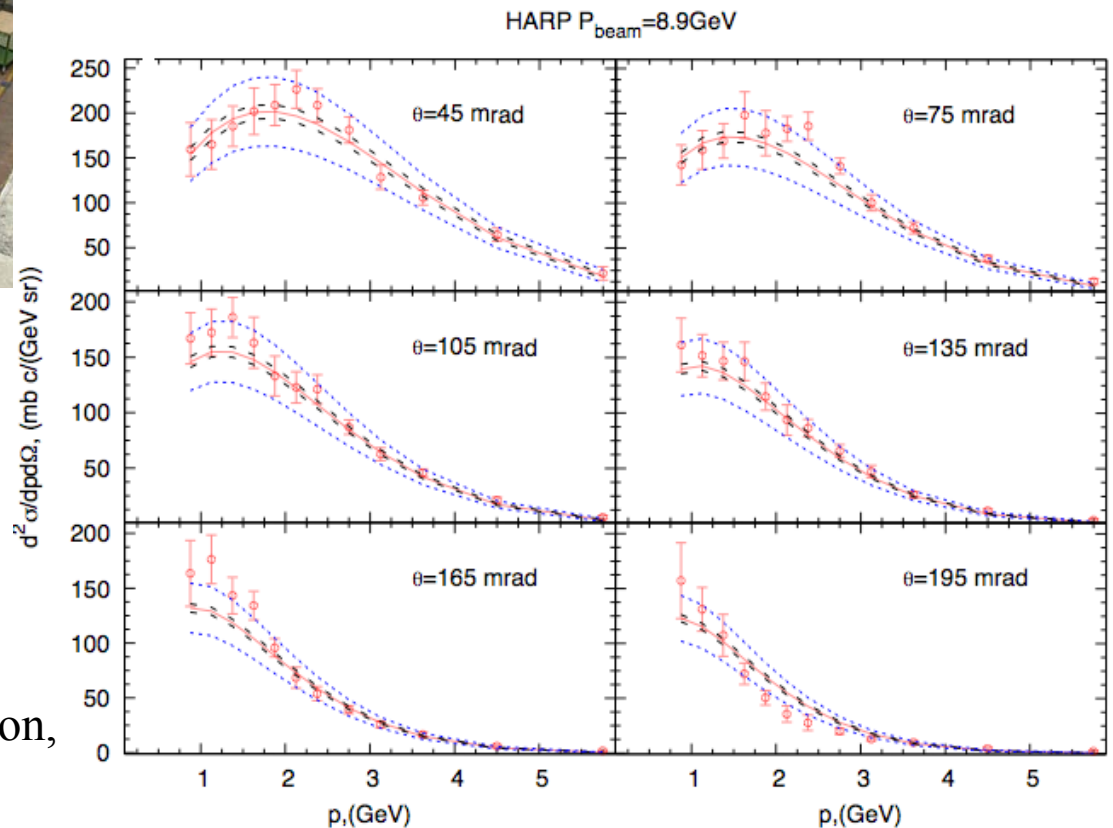 HARP P_beam=8.9GeV
d² σ/dpdΩ, (mb c/(GeV sr))
250
200
150
100
50
θ=45 mrad
θ=75 mrad
200
150
100
50
θ=105 mrad
θ=135 mrad
200
150
100
50
0
θ=165 mrad
θ=195 mrad
1 2 3 4 5 1 2 3 4 5
p,(GeV) p,(GeV)
on,